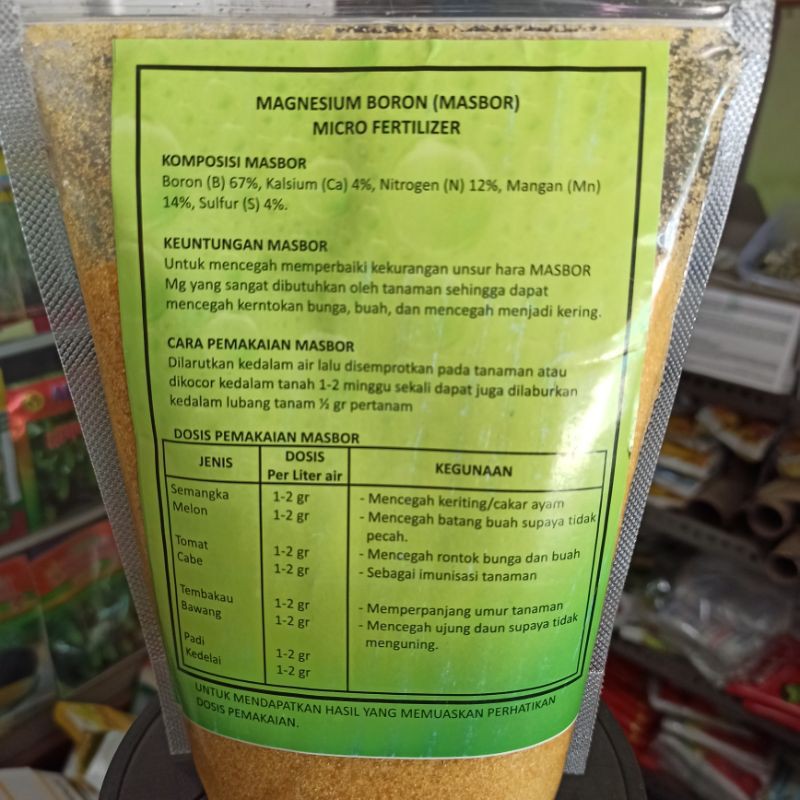 MAGNESIUM BORON (MASBOR)
MICRO FERTILIZER
KOMPOSISI MASBOR
Boron (B) 67%, Kalsium (Ca) 4%, Nitrogen (N) 12%, Mangan (Mn)
14%, Sulfur (S) 4%.
KEUNTUNGAN MASBOR
Untuk mencegah memperbaiki kekurangan unsur hara MASBOR
Mg yang sangat dibutuhkan oleh tanaman sehingga dapat
mencegah kerntokan bunga, buah, dan mencegah menjadi kering.
CARA PEMAKAIAN MASBOR
Dilarutkan kedalam air lalu disemprotkan pada tanaman atau
dikocor kedalam tanah 1-2 minggu sekali dapat juga dilaburkan
kedalam lubang tanam ½ gr pertanam
DOSIS PEMAKAIAN MASBOR
JENIS DOSIS Per Liter air KEGUNAAN
Semangka 1-2 gr - Mencegah keriting/cakar ayam
Melon 1-2 gr - Mencegah batang buah supaya tidak
pecah.
Tomat 1-2 gr - Mencegah rontok bunga dan buah
Cabe 1-2 gr - Sebagai imunisasi tanaman
Tembakau 1-2 gr - Memperpanjang umur tanaman
Bawang 1-2 gr - Mencegah ujung daun supaya tidak
menguning.
Padi 1-2 gr
Kedelai 1-2 gr
UNTUK MENDAPATKAN HASIL YANG MEMUASKAN PERHATIKAN
DOSIS PEMAKAIAN.